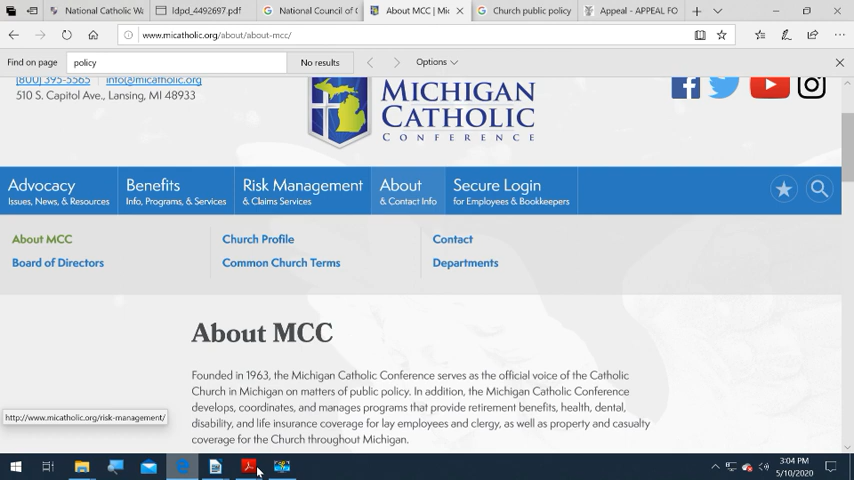 National Catholic Wa
ldpd_4492697.pdf
National Council of C
About MCC | Mic
Church public policy
Appeal - APPEAL FO
www.micatholic.org/about/about-mcc/
Find on page policy No results Options
(800) 395-5565 info@micatholic.org
510 S. Capitol Ave., Lansing, MI 48933
MICHIGAN
CATHOLIC
CONFERENCE
Advocacy
Issues, News, & Resources
Benefits
Info, Programs, & Services
Risk Management
& Claims Services
About
& Contact Info
Secure Login
for Employees & Bookkeepers
About MCC Church Profile Contact
Board of Directors Common Church Terms Departments
About MCC
Founded in 1963, the Michigan Catholic Conference serves as the official voice of the Catholic
Church in Michigan on matters of public policy. In addition, the Michigan Catholic Conference
develops, coordinates, and manages programs that provide retirement benefits, health, dental,
disability, and life insurance coverage for lay employees and clergy, as well as property and casualty
coverage for the Church throughout Michigan.
http://www.micatholic.org/risk-management/
3:04 PM
5/10/2020